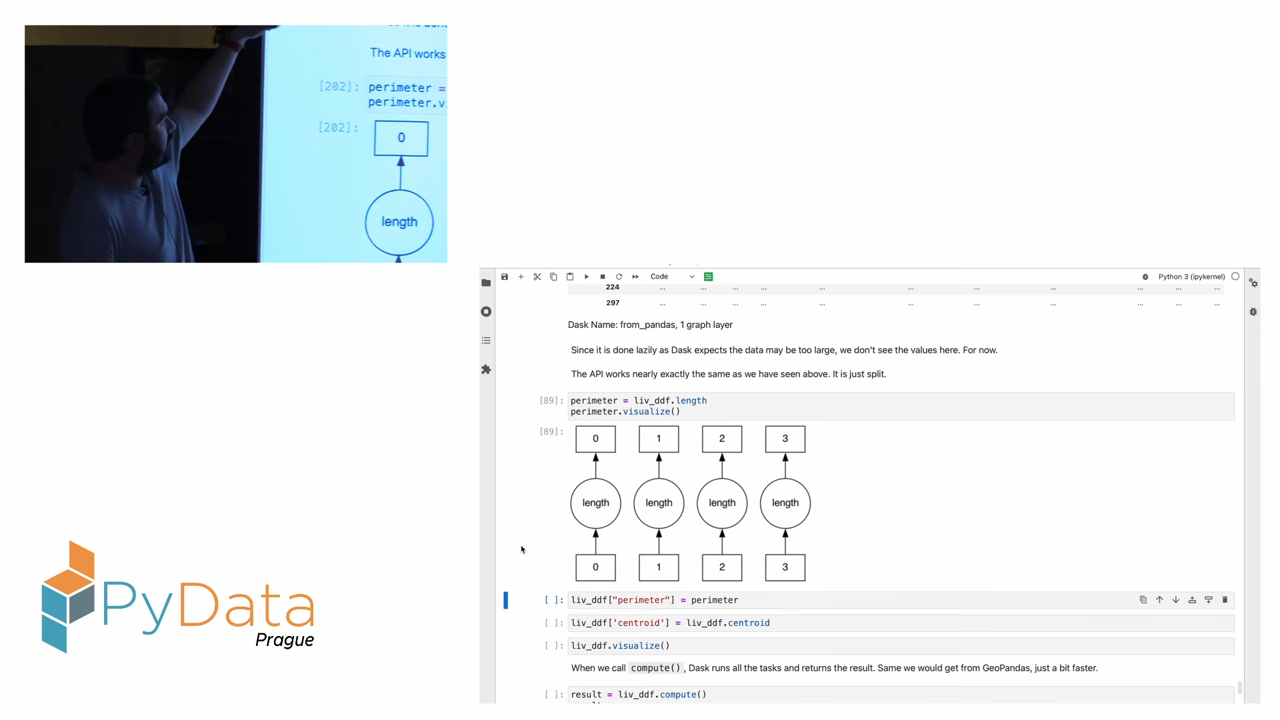 The API works
[202]: perimeter =
perimeter.v
[202]:
0
length
Code
Python 3 (ipykernel)
224 ... ... ... ... ... ... ... ... ... ...
297 ... ... ... ... ... ... ... ... ... ...
Dask Name: from_pandas, 1 graph layer
Since it is done lazily as Dask expects the data may be too large, we don't see the values here. For now.
The API works nearly exactly the same as we have seen above. It is just split.
[89]: perimeter = liv_ddf.length
perimeter.visualize()
[89]:
0 1 2 3
length length length length
0 1 2 3
[ ]: liv_ddf["perimeter"] = perimeter
[ ]: liv_ddf['centroid'] = liv_ddf.centroid
[ ]: liv_ddf.visualize()
When we call compute(), Dask runs all the tasks and returns the result. Same we would get from GeoPandas, just a bit faster.
[ ]: result = liv_ddf.compute()
PyData
Prague